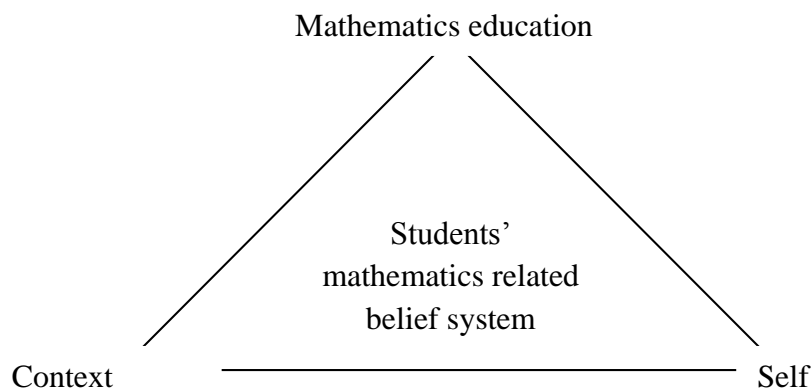 Mathematics education
Students’
mathematics related
belief system
Context
Self